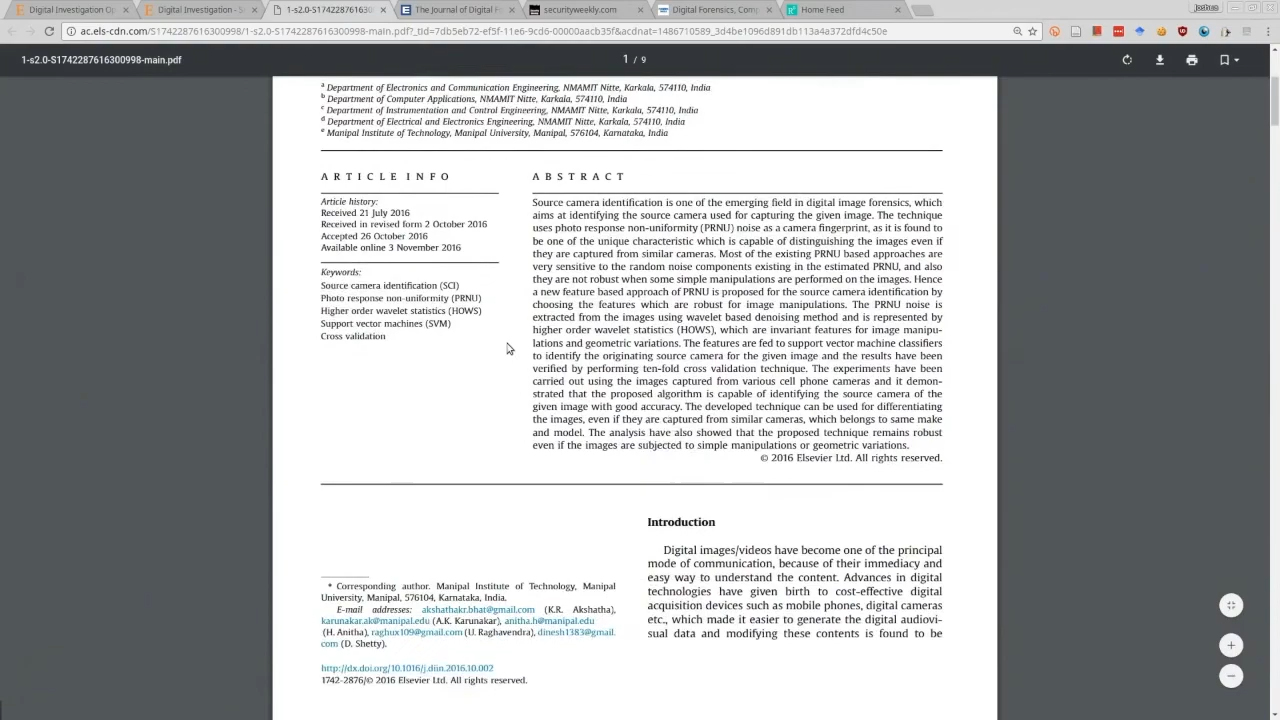 Digital Investigation Op
Digital Investigation - S
1-s2.0-S17422876163
The Journal of Digital F
securityweekly.com
Digital Forensics, Comp
Home Feed
Joshua
ac.els-cdn.com/S1742287616300998/1-s2.0-S1742287616300998-main.pdf?_tid=7db5eb72-ef5f-11e6-9cd6-00000aacb35f&acdnat=1486710589_3d4be1096d891db113a4a372dfd4c50e
1-s2.0-S1742287616300998-main.pdf
1 / 9
a Department of Electronics and Communication Engineering, NMAMIT Nitte, Karkala, 574110, India
b Department of Computer Applications, NMAMIT Nitte, Karkala, 574110, India
c Department of Instrumentation and Control Engineering, NMAMIT Nitte, Karkala, 574110, India
d Department of Electrical and Electronics Engineering, NMAMIT Nitte, Karkala, 574110, India
e Manipal Institute of Technology, Manipal University, Manipal, 576104, Karnataka, India
ARTICLE INFO
Article history:
Received 21 July 2016
Received in revised form 2 October 2016
Accepted 26 October 2016
Available online 3 November 2016
Keywords:
Source camera identification (SCI)
Photo response non-uniformity (PRNU)
Higher order wavelet statistics (HOWS)
Support vector machines (SVM)
Cross validation
ABSTRACT
Source camera identification is one of the emerging field in digital image forensics, which
aims at identifying the source camera used for capturing the given image. The technique
uses photo response non-uniformity (PRNU) noise as a camera fingerprint, as it is found to
be one of the unique characteristic which is capable of distinguishing the images even if
they are captured from similar cameras. Most of the existing PRNU based approaches are
very sensitive to the random noise components existing in the estimated PRNU, and also
they are not robust when some simple manipulations are performed on the images. Hence
a new feature based approach of PRNU is proposed for the source camera identification by
choosing the features which are robust for image manipulations. The PRNU noise is
extracted from the images using wavelet based denoising method and is represented by
higher order wavelet statistics (HOWS), which are invariant features for image manipu-
lations and geometric variations. The features are fed to support vector machine classifiers
to identify the originating source camera for the given image and the results have been
verified by performing ten-fold cross validation technique. The experiments have been
carried out using the images captured from various cell phone cameras and it demon-
strated that the proposed algorithm is capable of identifying the source camera of the
given image with good accuracy. The developed technique can be used for differentiating
the images, even if they are captured from similar cameras, which belongs to same make
and model. The analysis have also showed that the proposed technique remains robust
even if the images are subjected to simple manipulations or geometric variations.
© 2016 Elsevier Ltd. All rights reserved.
* Corresponding author. Manipal Institute of Technology, Manipal
University, Manipal, 576104, Karnataka, India.
E-mail addresses: akshathakr.bhat@gmail.com (K.R. Akshatha),
karunakar.ak@manipal.edu (A.K. Karunakar), anitha.h@manipal.edu
(H. Anitha), raghux109@gmail.com (U. Raghavendra), dinesh1383@gmail.
com (D. Shetty).
http://dx.doi.org/10.1016/j.diin.2016.10.002
1742-2876/© 2016 Elsevier Ltd. All rights reserved.
Introduction
Digital images/videos have become one of the principal
mode of communication, because of their immediacy and
easy way to understand the content. Advances in digital
technologies have given birth to cost-effective digital
acquisition devices such as mobile phones, digital cameras
etc., which made it easier to generate the digital audiovi-
sual data and modifying these contents is found to be